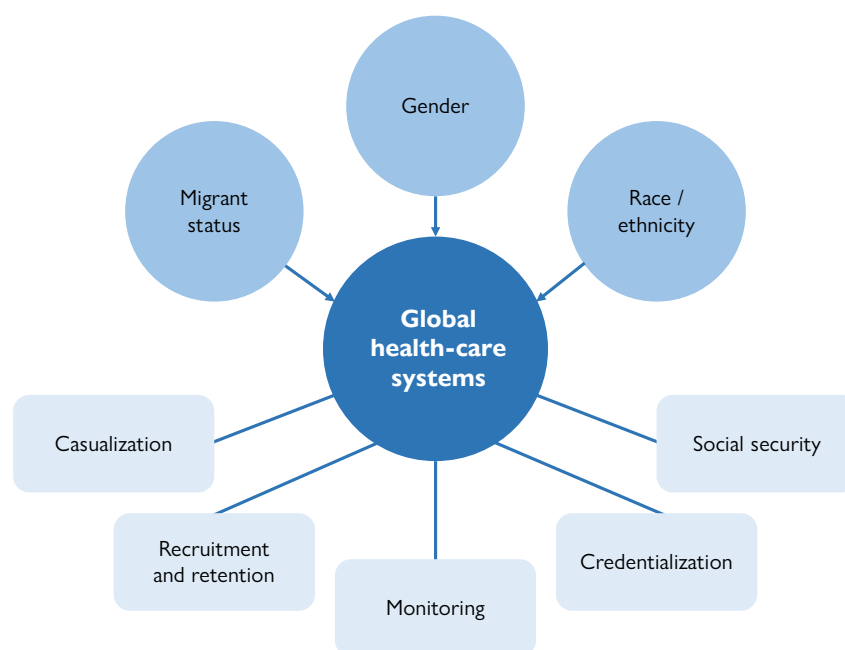 Gender
Migrant
status
Race /
ethnicity
Global
health-care
systems
Casualization
Social security
Recruitment
and retention
Credentialization
Monitoring